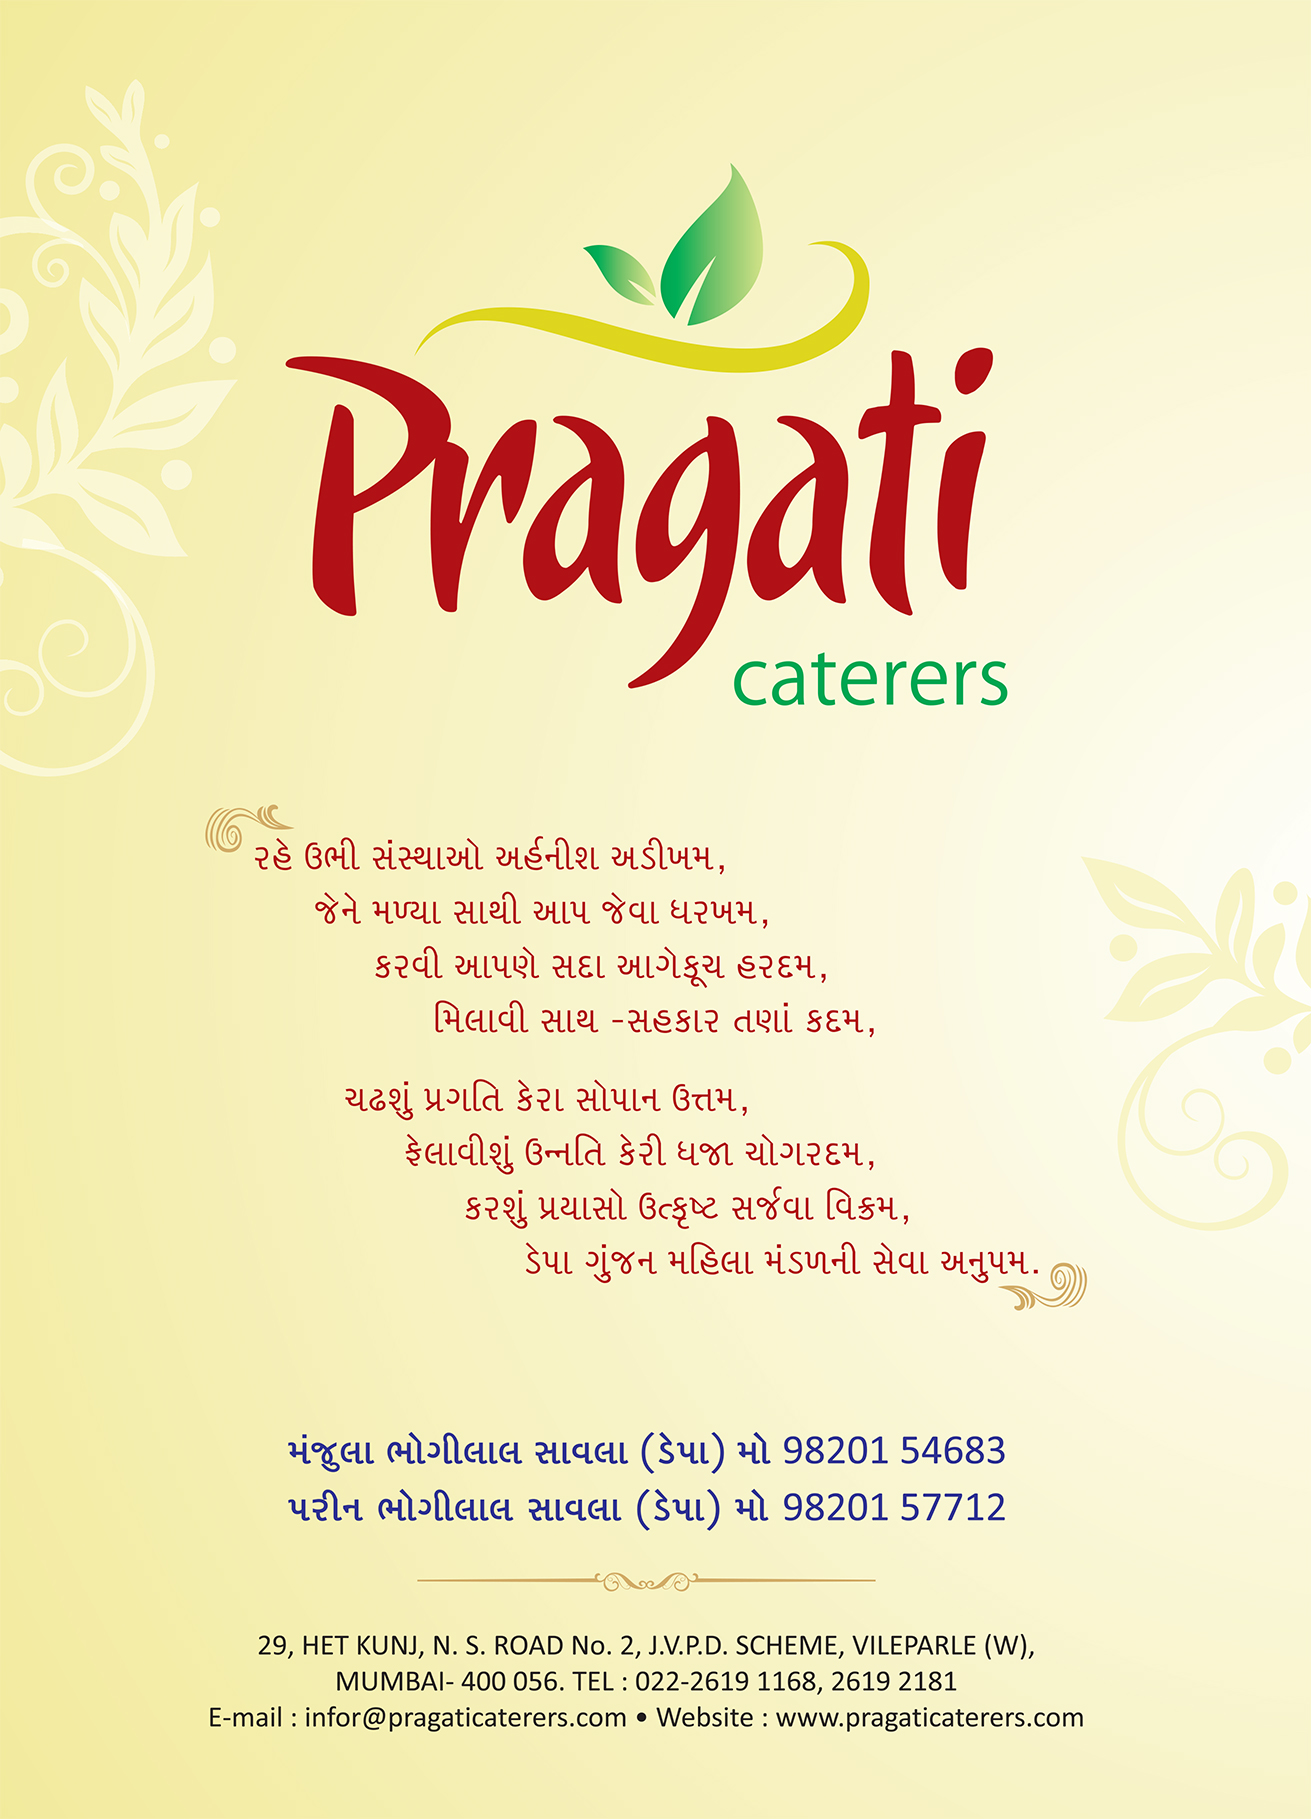 Pragati
caterers
રહે ઉભી સંસ્થાઓ અર્હનીશ અડીખમ,
જેને મળ્યા સાથી આપ જેવા ધરખમ,
કરવી આપણે સદા આગેકૂચ હરદમ,
મિલાવી સાથ -સહકાર તણાં કદમ,
ચઢશું પ્રગતિ કેરા સોપાન ઉત્તમ,
ફેલાવીશું ઉન્નતિ કેરી ધજા ચોગરદમ,
કરશું પ્રયાસો ઉત્કૃષ્ટ સર્જવા વિક્રમ,
ડેપા ગુંજન મહિલા મંડળની સેવા અનુપમ.
મંજુલા ભોગીલાલ સાવલા (ડેપા) મો 98201 54683
પરીન ભોગીલાલ સાવલા (ડેપા) મો 98201 57712
29, HET KUNJ, N. S. ROAD No. 2, J.V.P.D. SCHEME, VILEPARLE (W),
MUMBAI- 400 056. TEL : 022-2619 1168, 2619 2181
E-mail : infor@pragaticaterers.com • Website : www.pragaticaterers.com